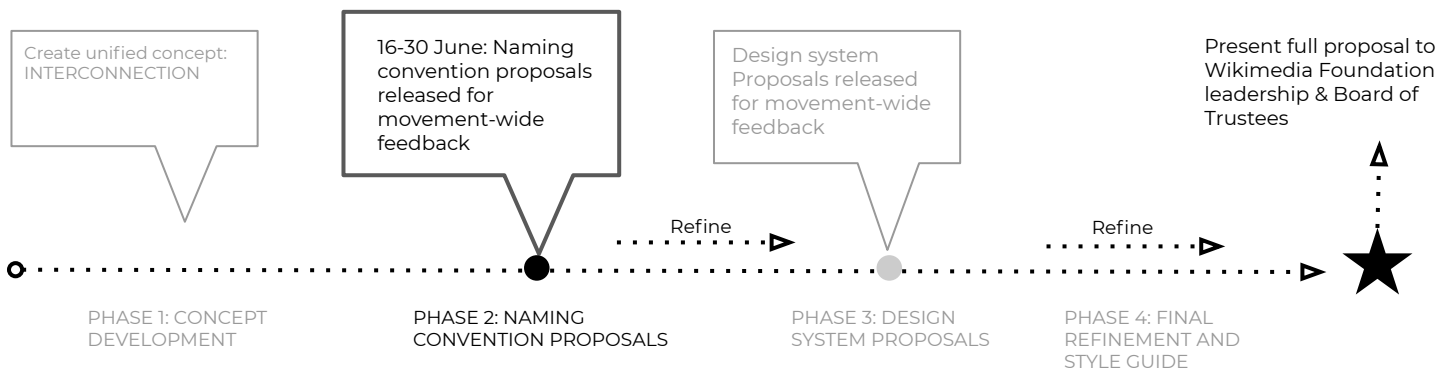 Create unified concept:
INTERCONNECTION
16-30 June: Naming
convention proposals
released for
movement-wide
feedback
Design system
Proposals released
for movement-wide
feedback
Present full proposal to
Wikimedia Foundation
leadership & Board of
Trustees
Refine
Refine
PHASE 1: CONCEPT
DEVELOPMENT
PHASE 2: NAMING
CONVENTION PROPOSALS
PHASE 3: DESIGN
SYSTEM PROPOSALS
PHASE 4: FINAL
REFINEMENT AND
STYLE GUIDE